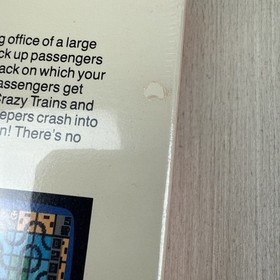 g office of a large
ck up passengers
ack on which your
assengers get
Crazy Trains and
epers crash into
n! There's no